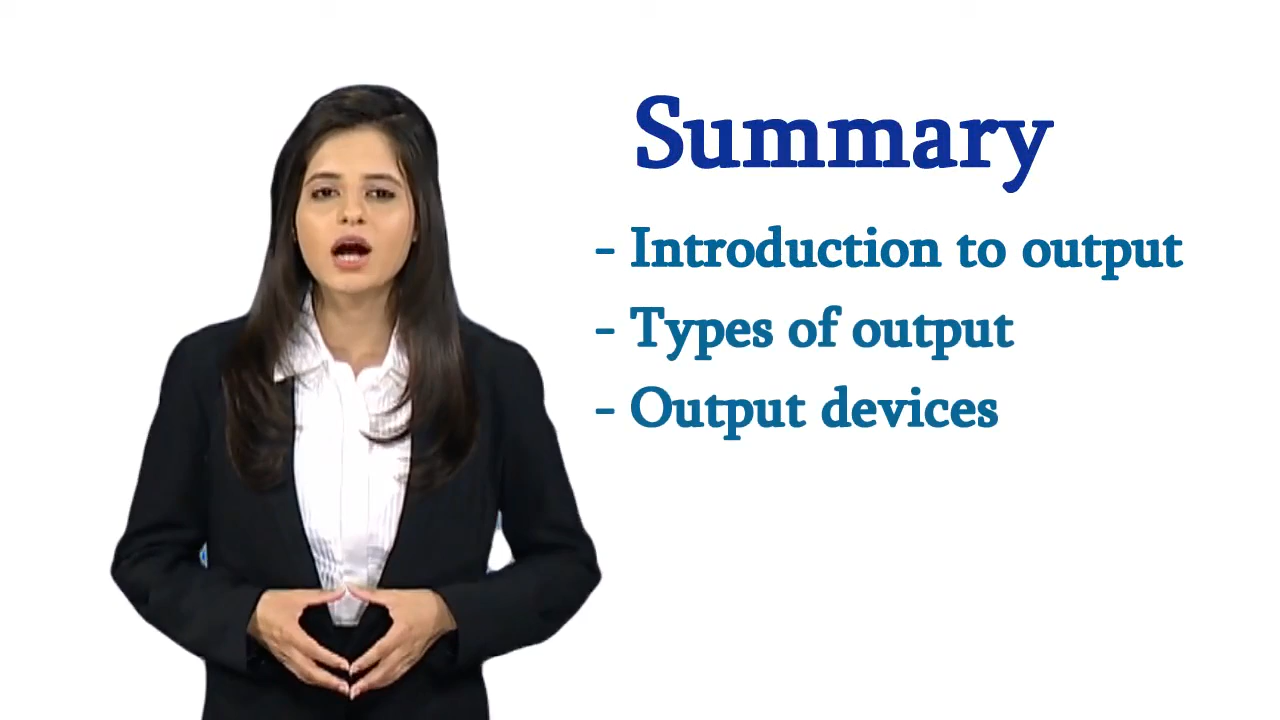 Summary
- Introduction to output
- Types of output
- Output devices